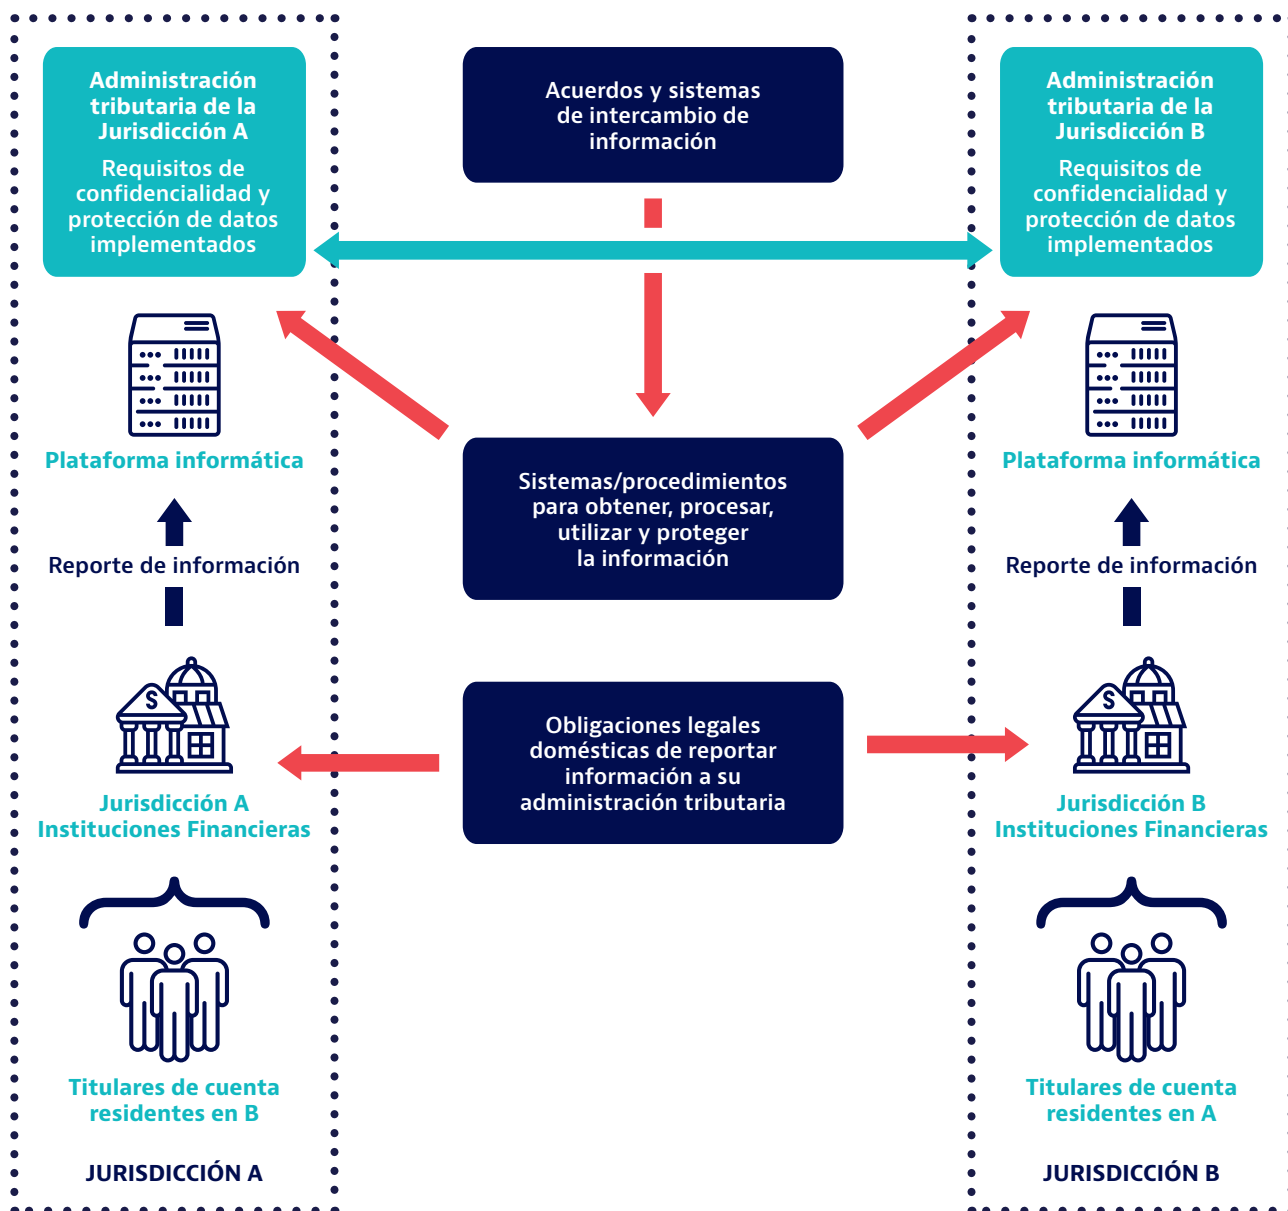 Administración
tributaria de la
Jurisdicción A
Requisitos de
confidencialidad y
protección de datos
implementados
Plataforma informática
Reporte de información
$
Jurisdicción A
Instituciones Financieras
Titulares de cuenta
residentes en B
JURISDICCIÓN A
Acuerdos y sistemas
de intercambio de
información
Sistemas/procedimientos
para obtener, procesar,
utilizar y proteger
la información
Obligaciones legales
domésticas de reportar
información a su
administración tributaria
Administración
tributaria de la
Jurisdicción B
Requisitos de
confidencialidad y
protección de datos
implementados
Plataforma informática
Reporte de información
$
Jurisdicción B
Instituciones Financieras
Titulares de cuenta
residentes en A
JURISDICCIÓN B